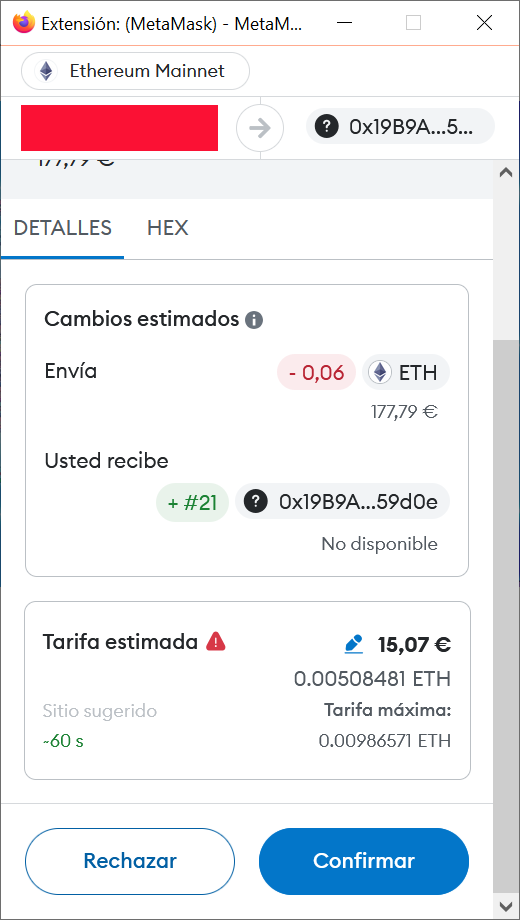 Extensión: (MetaMask) - MetaM...
Ethereum Mainnet
0x19B9A...5...
177,79 €
DETALLES HEX
Cambios estimados
Envía - 0,06 ETH
177,79 €
Usted recibe
+ #21 0x19B9A...59d0e
No disponible
Tarifa estimada 15,07 €
0.00508481 ETH
Sitio sugerido Tarifa máxima:
~60 s 0.00986571 ETH
Rechazar Confirmar